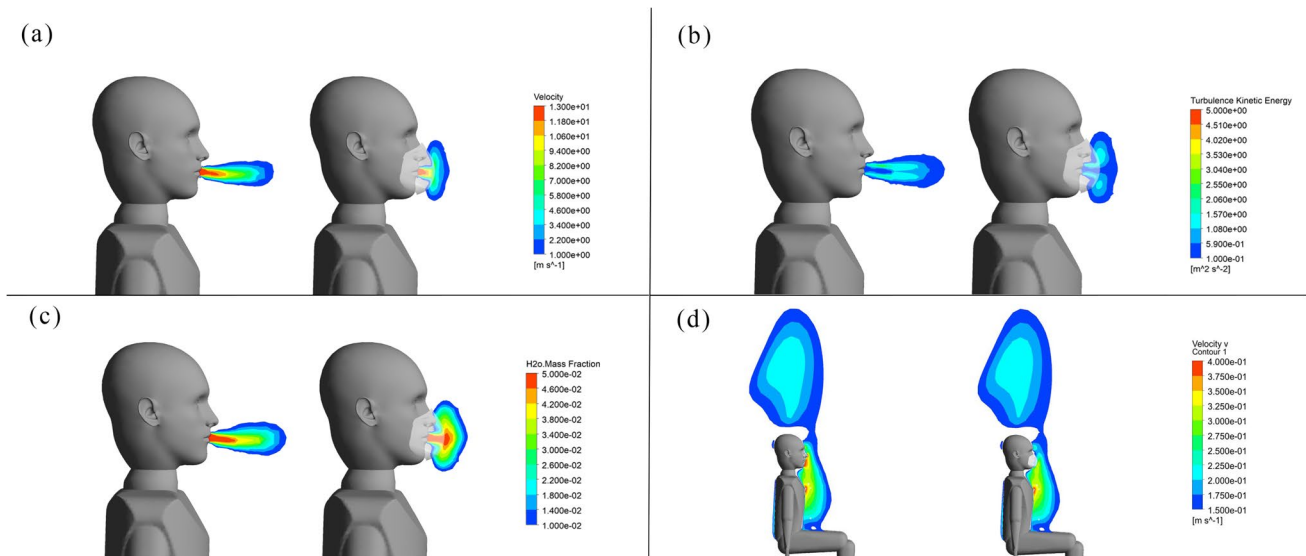 (a)
Velocity
1.300e+01
1.180e+01
1.060e+01
9.400e+00
8.200e+00
7.000e+00
5.800e+00
4.600e+00
3.400e+00
2.200e+00
1.000e+00
[m s^-1]
(b)
Turbulence Kinetic Energy
5.000e+00
4.510e+00
4.020e+00
3.530e+00
3.040e+00
2.550e+00
2.060e+00
1.570e+00
1.080e+00
5.900e-01
1.000e-01
[m^2 s^-2]
(c)
H2o.Mass Fraction
5.000e-02
4.600e-02
4.200e-02
3.800e-02
3.400e-02
3.000e-02
2.600e-02
2.200e-02
1.800e-02
1.400e-02
1.000e-02
(d)
Velocity v
Contour 1
4.000e-01
3.750e-01
3.500e-01
3.250e-01
3.000e-01
2.750e-01
2.500e-01
2.250e-01
2.000e-01
1.750e-01
1.500e-01
[m s^-1]